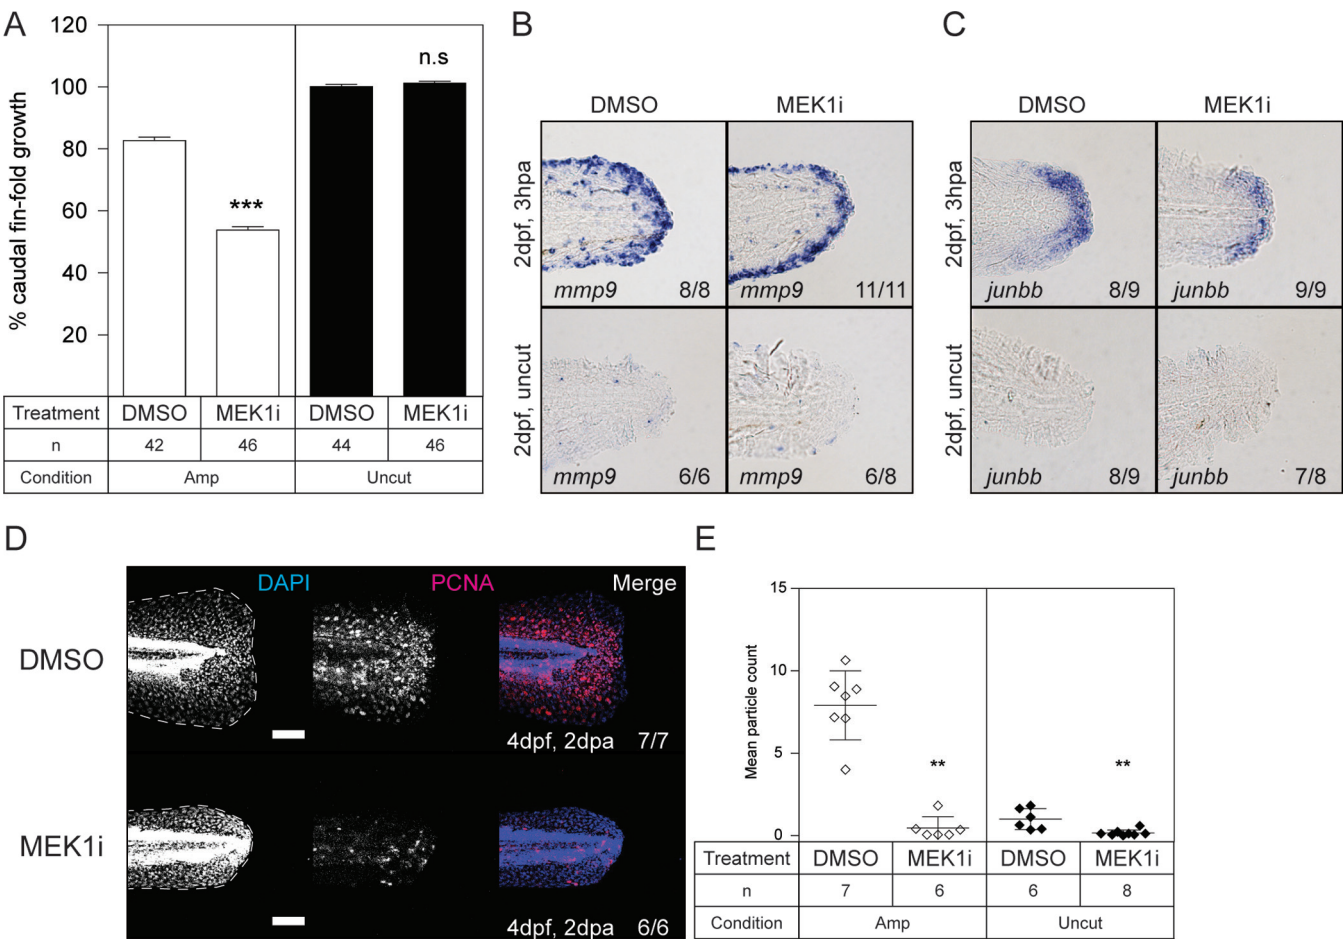 A
120
100
80
60
40
20
% caudal fin-fold growth
***
n.s
Treatment DMSO MEK1i DMSO MEK1i
n 42 46 44 46
Condition Amp Uncut
B
DMSO MEK1i
2dpf, 3hpa
mmp9 8/8 mmp9 11/11
2dpf, uncut
mmp9 6/6 mmp9 6/8
C
DMSO MEK1i
2dpf, 3hpa
junbb 8/9 junbb 9/9
2dpf, uncut
junbb 8/9 junbb 7/8
D
DAPI PCNA Merge
DMSO
4dpf, 2dpa 7/7
MEK1i
4dpf, 2dpa 6/6
E
15
10
5
0
Mean particle count
** **
Treatment DMSO MEK1i DMSO MEK1i
n 7 6 6 8
Condition Amp Uncut